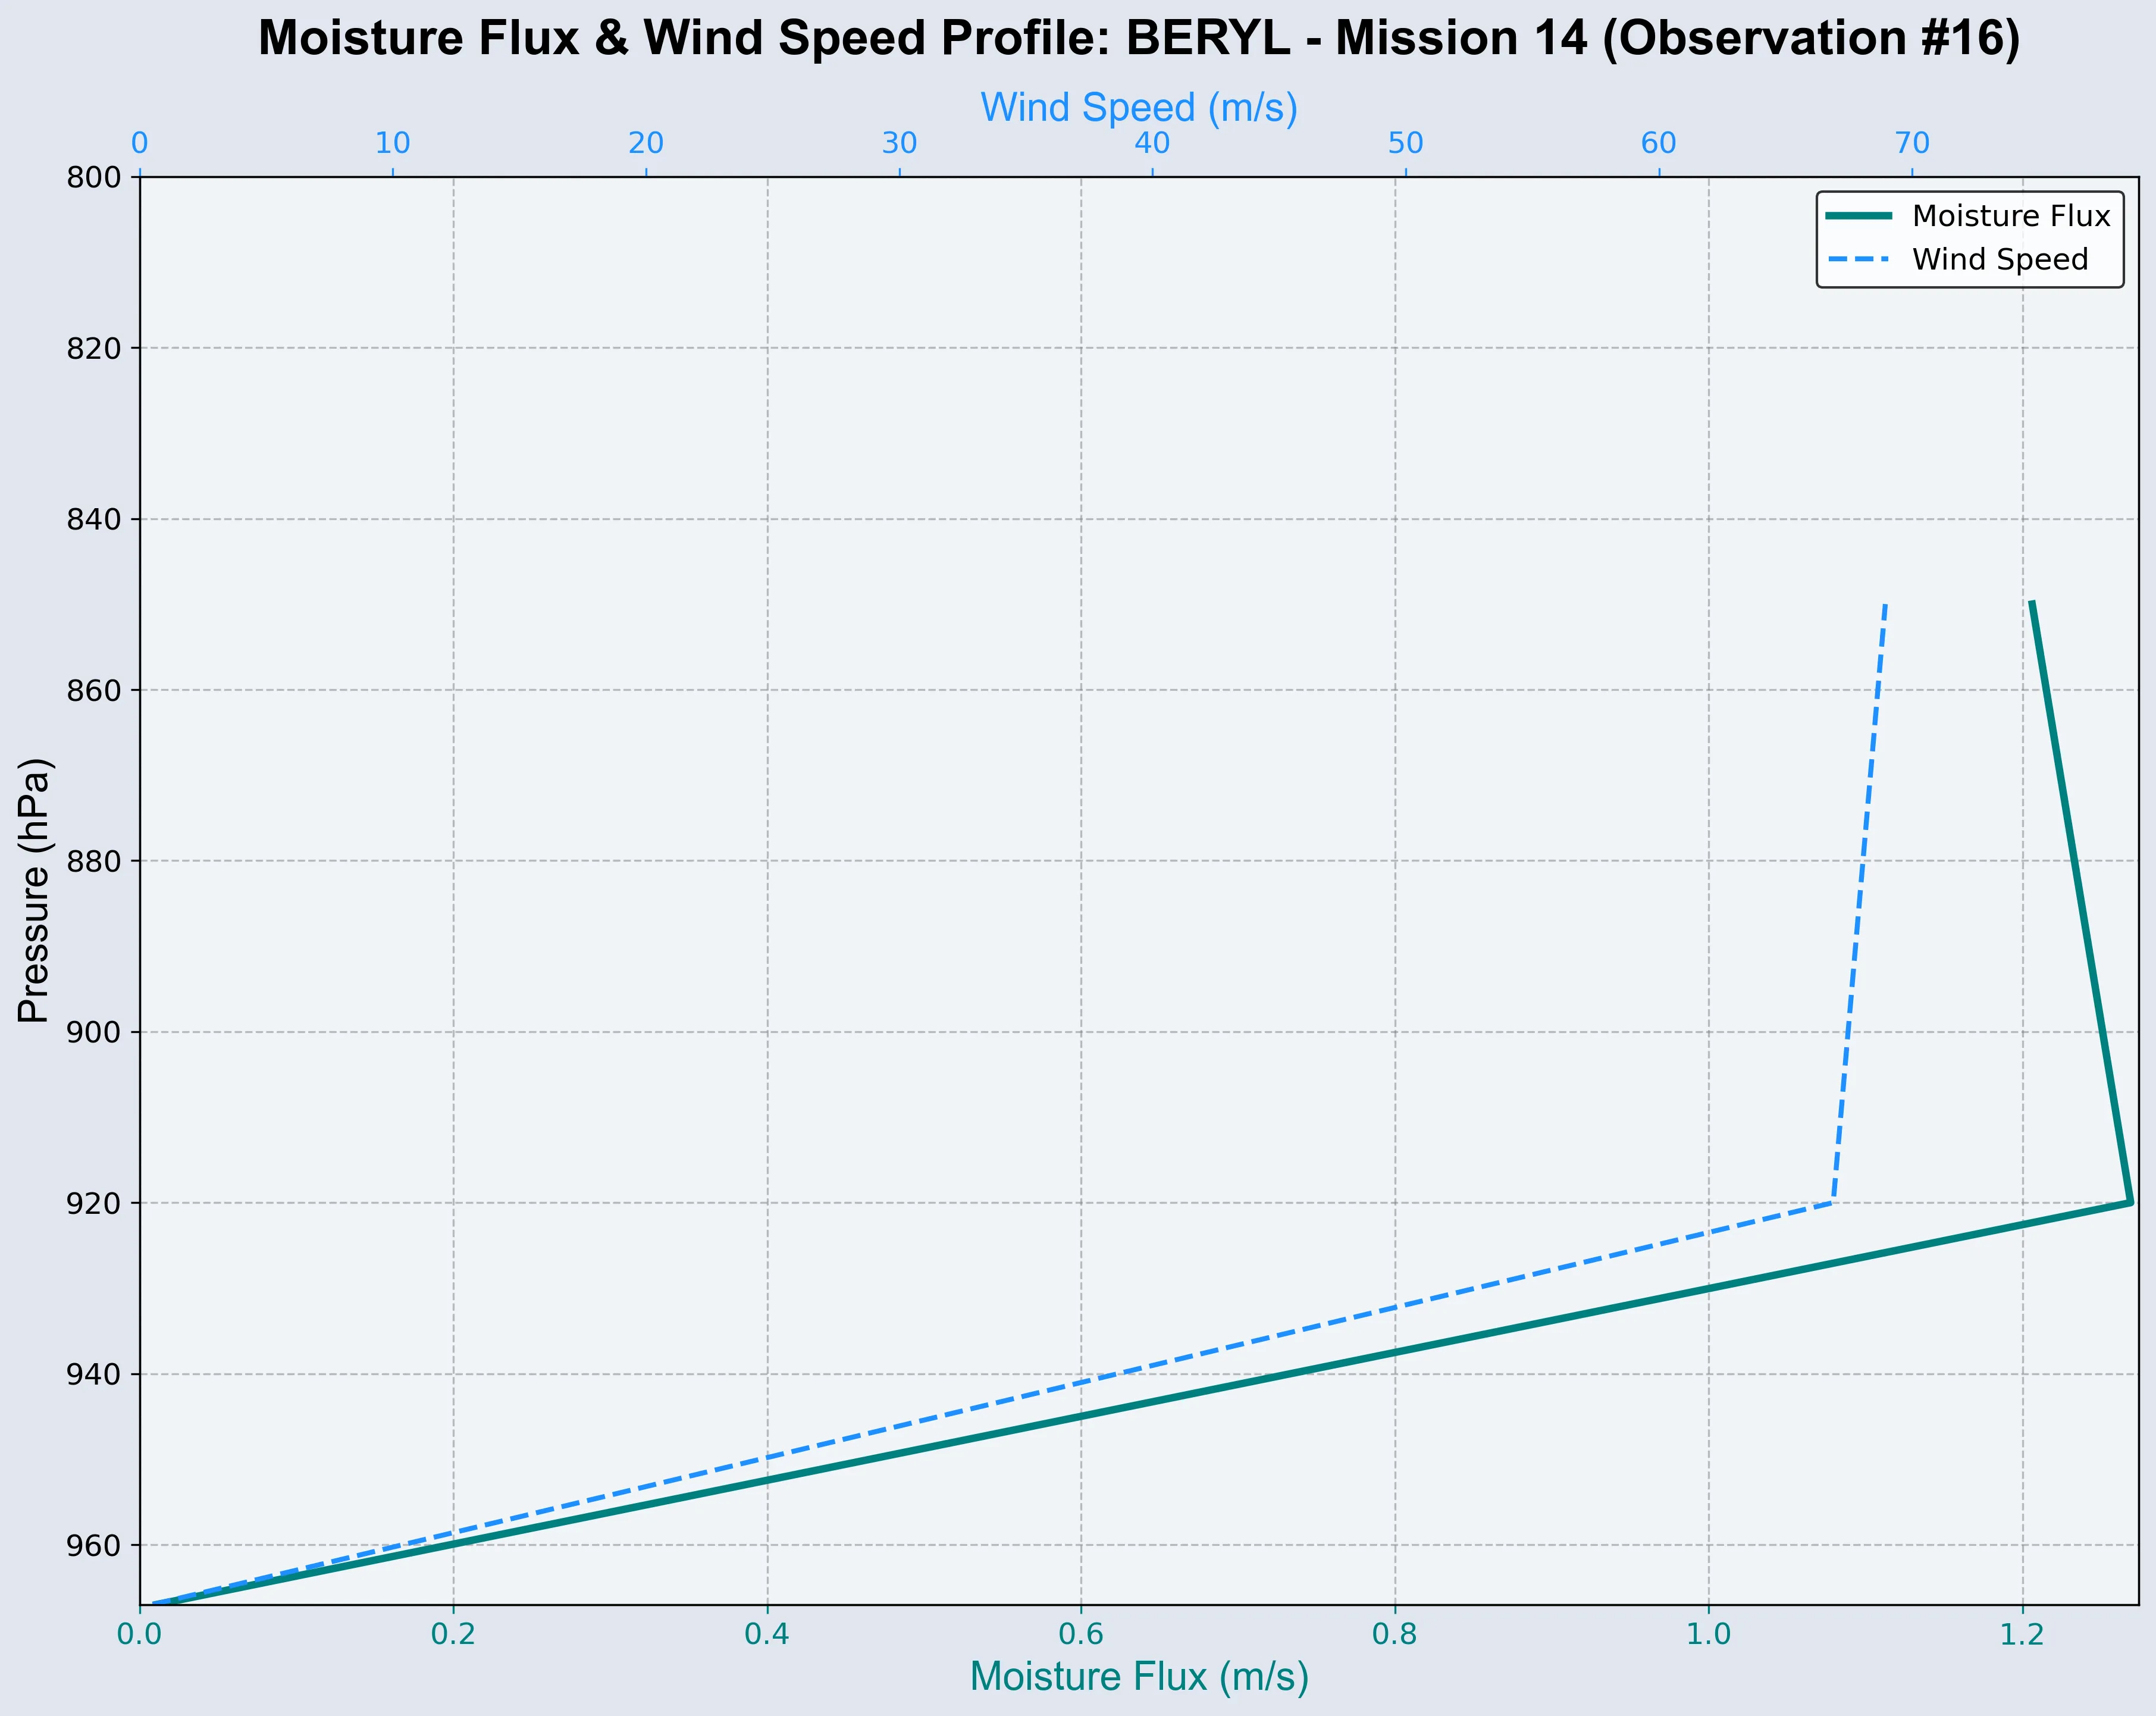 Moisture Flux & Wind Speed Profile: BERYL - Mission 14 (Observation #16)
Wind Speed (m/s)
0 10 20 30 40 50 60 70
Moisture Flux
Wind Speed
Pressure (hPa)
800
820
840
860
880
900
920
940
960
0.0 0.2 0.4 0.6 0.8 1.0 1.2
Moisture Flux (m/s)